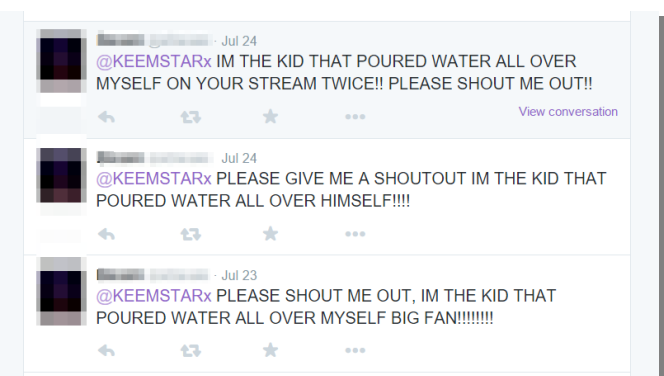 · Jul 24
@KEEMSTARx IM THE KID THAT POURED WATER ALL OVER
MYSELF ON YOUR STREAM TWICE!! PLEASE SHOUT ME OUT!!
View conversation
· Jul 24
@KEEMSTARx PLEASE GIVE ME A SHOUTOUT IM THE KID THAT
POURED WATER ALL OVER HIMSELF!!!!
· Jul 23
@KEEMSTARx PLEASE SHOUT ME OUT, IM THE KID THAT
POURED WATER ALL OVER MYSELF BIG FAN!!!!!!!!